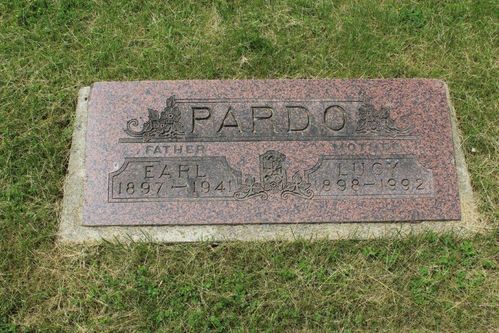 PARDO
FATHER MOTHER
EARL LUCY
1897-1941 1898-1992